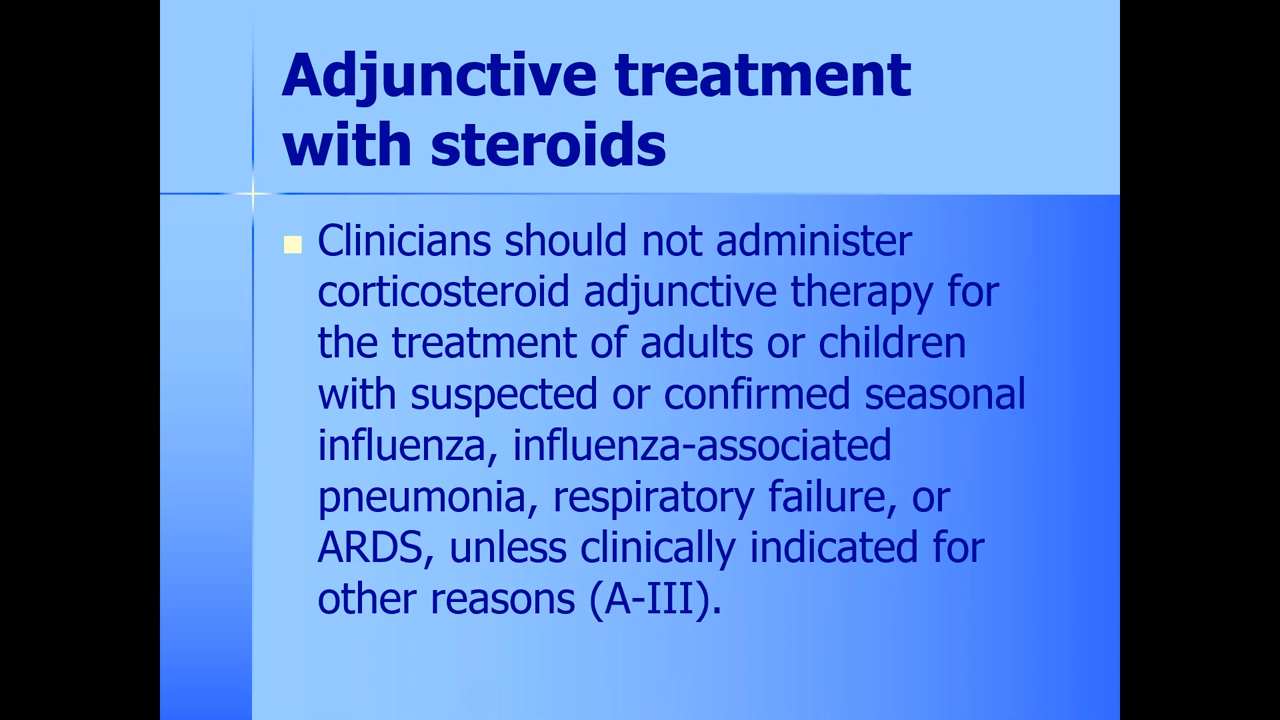 Adjunctive treatment
with steroids
Clinicians should not administer
corticosteroid adjunctive therapy for
the treatment of adults or children
with suspected or confirmed seasonal
influenza, influenza-associated
pneumonia, respiratory failure, or
ARDS, unless clinically indicated for
other reasons (A-III).